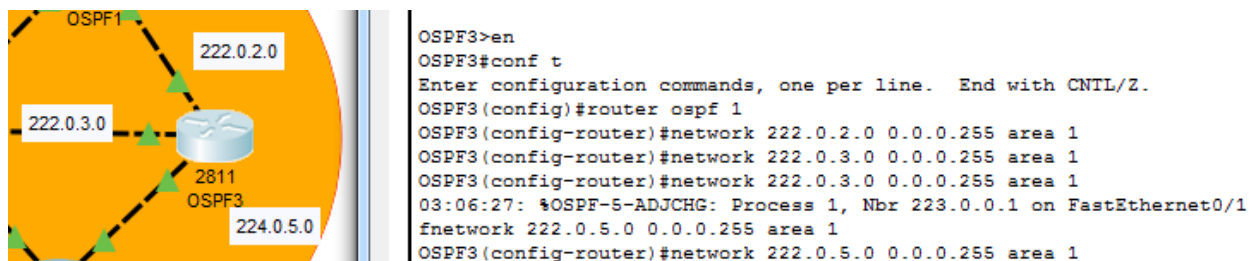 OSPF1
222.0.2.0
222.0.3.0
2811
OSPF3
224.0.5.0
OSPF3>en
OSPF3#conf t
Enter configuration commands, one per line.  End with CNTL/Z.
OSPF3(config)#router ospf 1
OSPF3(config-router)#network 222.0.2.0 0.0.0.255 area 1
OSPF3(config-router)#network 222.0.3.0 0.0.0.255 area 1
OSPF3(config-router)#network 222.0.3.0 0.0.0.255 area 1
03:06:27: %OSPF-5-ADJCHG: Process 1, Nbr 223.0.0.1 on FastEthernet0/1
fnetwork 222.0.5.0 0.0.0.255 area 1
OSPF3(config-router)#network 222.0.5.0 0.0.0.255 area 1